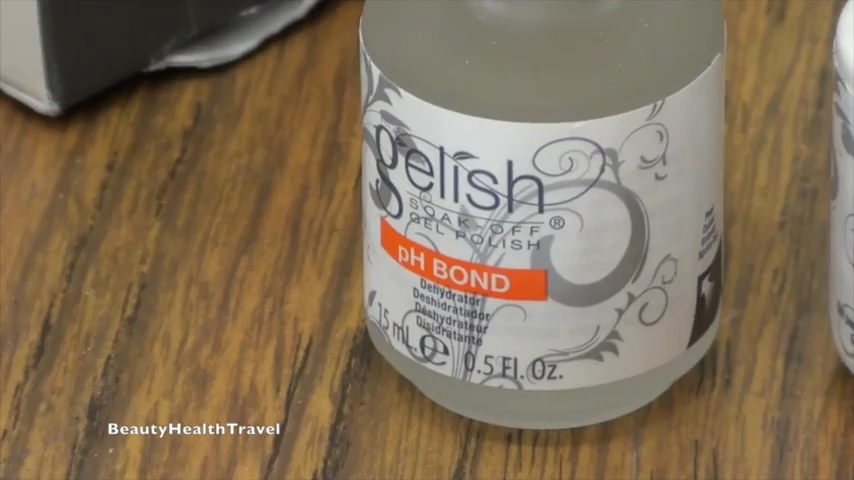 gelish
SOAK-OFF
GEL POLISH
®
pH BOND
Dehydrator
Deshidratador
Déshydrateur
Disidratante
15 mL e 0.5 Fl. Oz.
BeautyHealthTravel